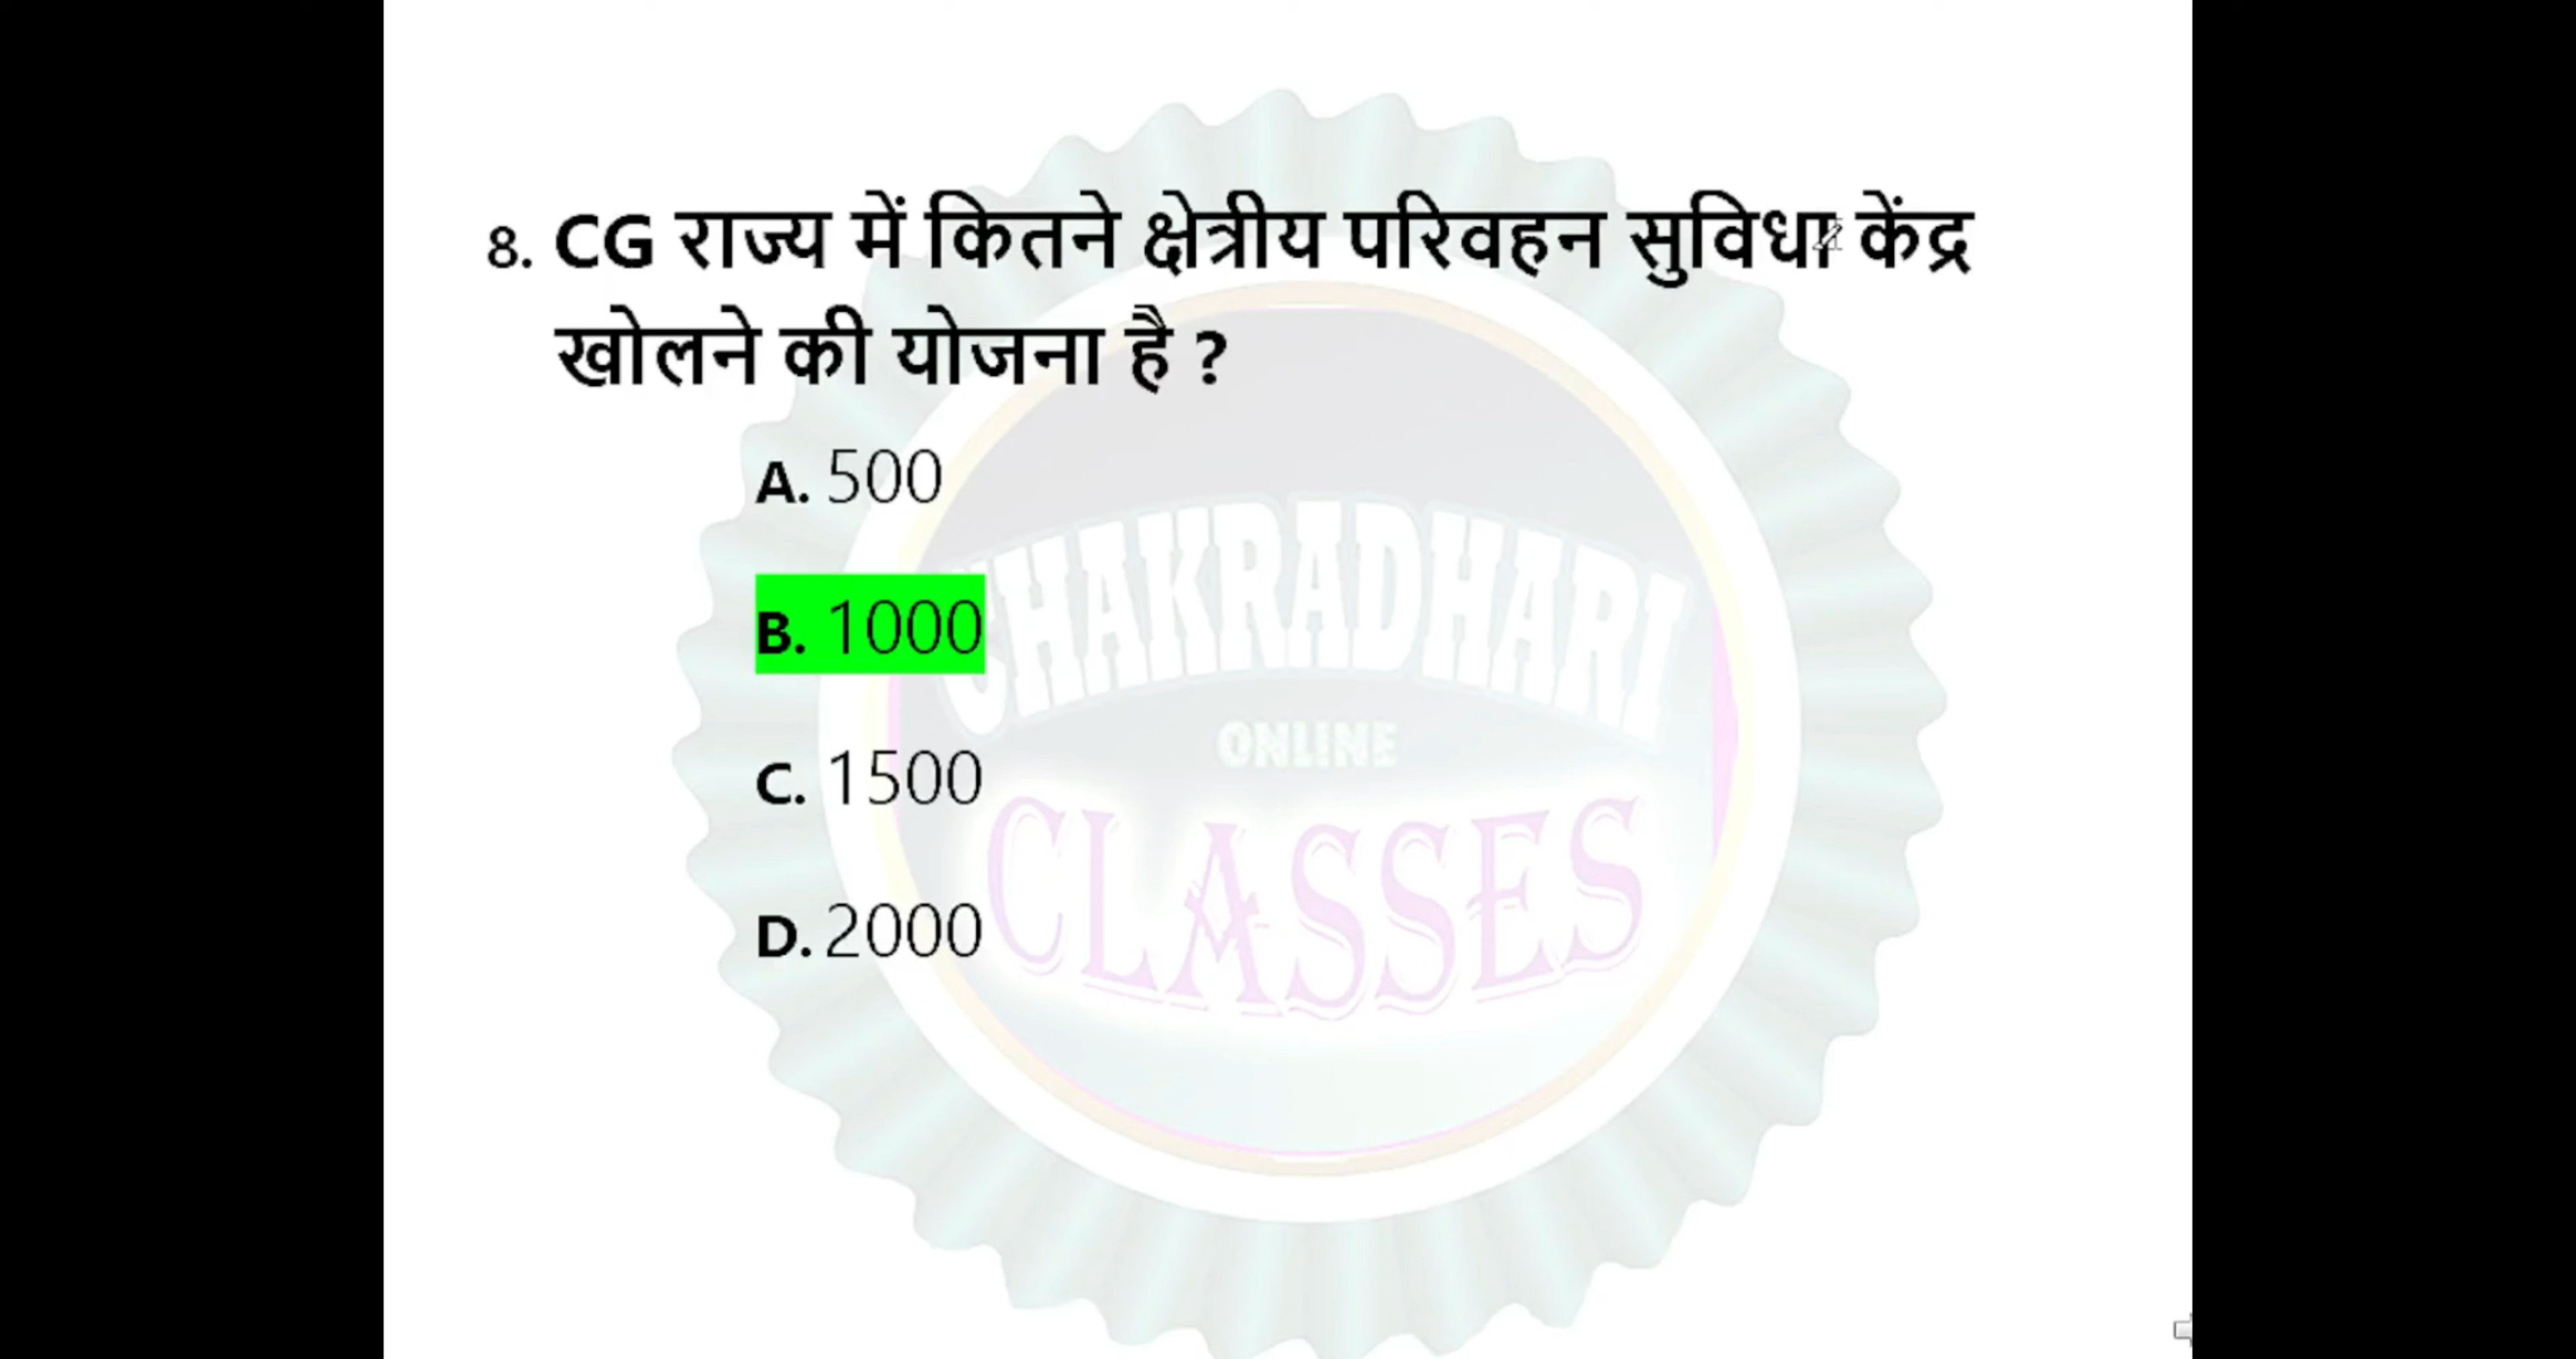 8. CG राज्य में कितने क्षेत्रीय परिवहन सुविधा केंद्र
खोलने की योजना है ?
A. 500
B. 1000
C. 1500
D. 2000
CHAKRADHARI
ONLINE
CLASSES